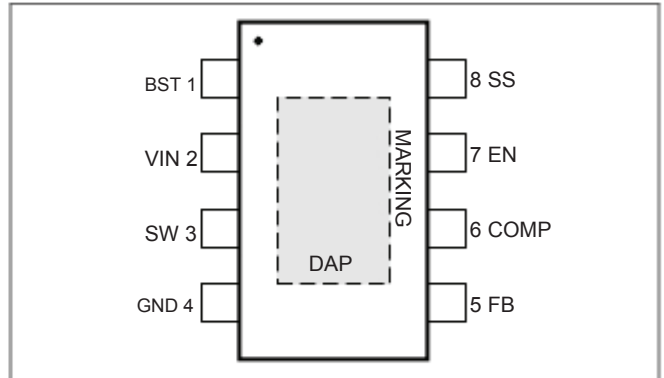 BST 1
8 SS
VIN 2
7 EN
MARKING
SW 3
6 COMP
DAP
GND 4
5 FB